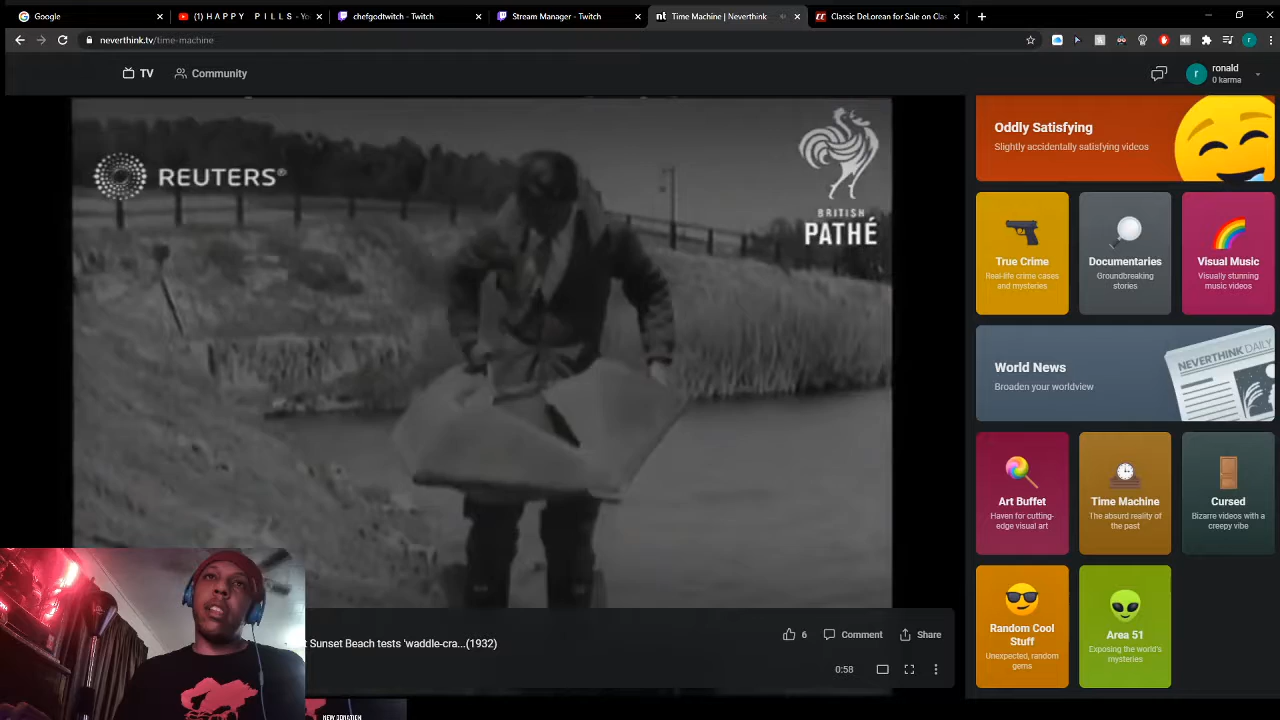 Google
(1) H A P P Y  P I L L S - Yo
chefgodtwitch - Twitch
Stream Manager - Twitch
Time Machine | Neverthink
Classic DeLorean for Sale on Clas
neverthink.tv/time-machine
r
TV
Community
r
ronald
0 karma
REUTERS
BRITISH
PATHÉ
Oddly Satisfying
Slightly accidentally satisfying videos
True Crime
Real-life crime cases
and mysteries
Documentaries
Groundbreaking
stories
Visual Music
Visually stunning
music videos
World News
Broaden your worldview
NEVERTHINK DAILY
Art Buffet
Haven for cutting-
edge visual art
Time Machine
The absurd reality of
the past
Cursed
Bizarre videos with a
creepy vibe
Random Cool
Stuff
Unexpected, random
gems
Area 51
Exposing the world's
mysteries
t Sunset Beach tests 'waddle-cra...(1932)
6
Comment
Share
0:58
NEW DONATION